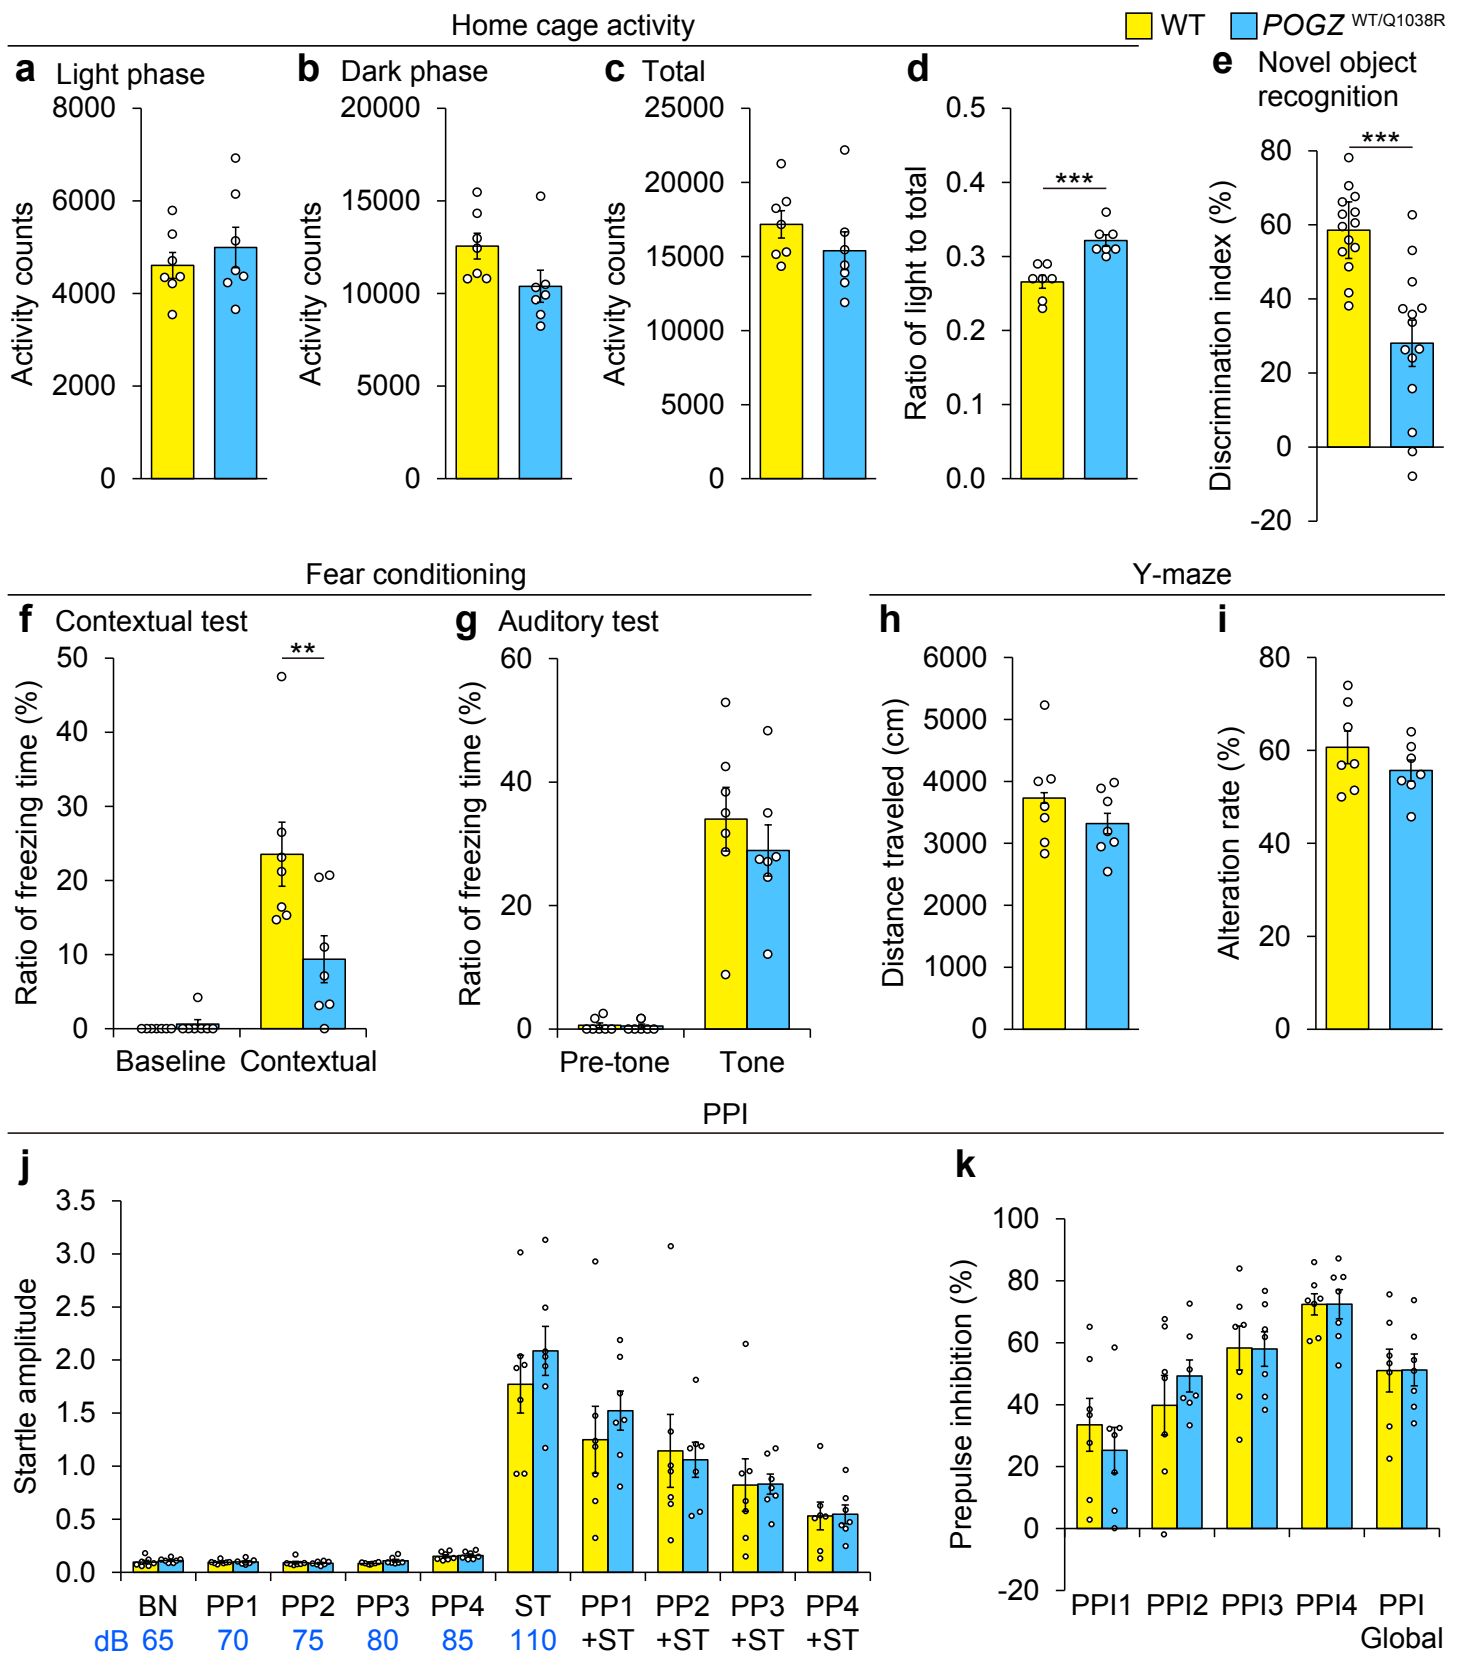 Home cage activity
WT POGZ WT/Q1038R
a Light phase
b Dark phase
c Total
d
e Novel object
recognition
Activity counts
8000
6000
4000
2000
0
Activity counts
20000
15000
10000
5000
0
Activity counts
25000
20000
15000
10000
5000
0
Ratio of light to total
0.5
0.4
0.3
0.2
0.1
0.0
***
Discrimination index (%)
80
60
40
20
0
-20
***
Fear conditioning
Y-maze
f Contextual test
g Auditory test
h
i
Ratio of freezing time (%)
50
40
30
20
10
0
**
Baseline Contextual
Ratio of freezing time (%)
60
40
20
0
Pre-tone Tone
Distance traveled (cm)
6000
5000
4000
3000
2000
1000
0
Alteration rate (%)
80
60
40
20
0
PPI
j
k
Startle amplitude
3.5
3.0
2.5
2.0
1.5
1.0
0.5
0.0
BN PP1 PP2 PP3 PP4 ST PP1 PP2 PP3 PP4
dB 65 70 75 80 85 110 +ST +ST +ST +ST
Prepulse inhibition (%)
100
80
60
40
20
0
-20
PPI1 PPI2 PPI3 PPI4 PPI
Global